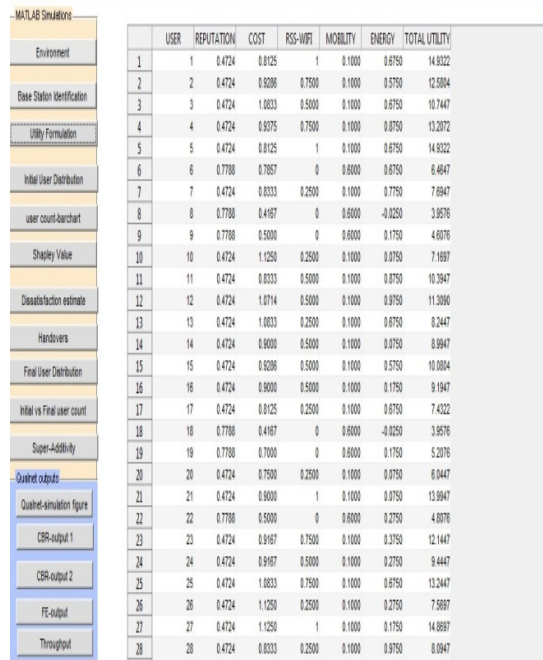 MATLAB Simulations
Environment
Base Station Identification
Utility Formulation
Initial User Distribution
user count-barchart
Shapley Value
Dissatisfaction estimate
Handovers
Final User Distribution
Initial vs Final user count
Super-Additivity
Qualnet outputs
Qualnet-simulation figure
CBR-output 1
CBR-output 2
FE-output
Throughput
USER REPUTATION COST RSS-WIFI MOBILITY ENERGY TOTAL UTILITY
1 1 0.4724 0.8125 1 0.1000 0.6750 14.9322
2 2 0.4724 0.9286 0.7500 0.1000 0.5750 12.5804
3 3 0.4724 1.0833 0.5000 0.1000 0.6750 10.7447
4 4 0.4724 0.9375 0.7500 0.1000 0.8750 13.2072
5 5 0.4724 0.8125 1 0.1000 0.6750 14.9322
6 6 0.7788 0.7857 0 0.6000 0.6750 6.4647
7 7 0.4724 0.8333 0.2500 0.1000 0.7750 7.6947
8 8 0.7788 0.4167 0 0.6000 -0.0250 3.9576
9 9 0.7788 0.5000 0 0.6000 0.1750 4.6076
10 10 0.4724 1.1250 0.2500 0.1000 0.0750 7.1697
11 11 0.4724 0.8333 0.5000 0.1000 0.8750 10.3947
12 12 0.4724 1.0714 0.5000 0.1000 0.9750 11.3090
13 13 0.4724 1.0833 0.2500 0.1000 0.6750 8.2447
14 14 0.4724 0.9000 0.5000 0.1000 0.0750 8.9947
15 15 0.4724 0.9286 0.5000 0.1000 0.5750 10.0804
16 16 0.4724 0.9000 0.5000 0.1000 0.1750 9.1947
17 17 0.4724 0.8125 0.2500 0.1000 0.6750 7.4322
18 18 0.7788 0.4167 0 0.6000 -0.0250 3.9576
19 19 0.7788 0.7000 0 0.6000 0.1750 5.2076
20 20 0.4724 0.7500 0.2500 0.1000 0.0750 6.0447
21 21 0.4724 0.9000 1 0.1000 0.0750 13.9947
22 22 0.7788 0.5000 0 0.6000 0.2750 4.8076
23 23 0.4724 0.9167 0.7500 0.1000 0.3750 12.1447
24 24 0.4724 0.9167 0.5000 0.1000 0.2750 9.4447
25 25 0.4724 1.0833 0.7500 0.1000 0.6750 13.2447
26 26 0.4724 1.1250 0.2500 0.1000 0.2750 7.5697
27 27 0.4724 1.1250 1 0.1000 0.1750 14.8697
28 28 0.4724 0.8333 0.2500 0.1000 0.9750 8.0947